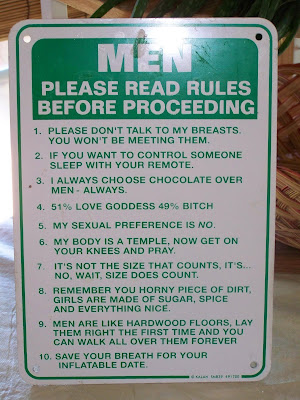 MEN
PLEASE READ RULES
BEFORE PROCEEDING
1. PLEASE DON'T TALK TO MY BREASTS.
YOU WON'T BE MEETING THEM.
2. IF YOU WANT TO CONTROL SOMEONE
SLEEP WITH YOUR REMOTE.
3. I ALWAYS CHOOSE CHOCOLATE OVER
MEN - ALWAYS.
4. 51% LOVE GODDESS 49% BITCH
5. MY SEXUAL PREFERENCE IS NO.
6. MY BODY IS A TEMPLE, NOW GET ON
YOUR KNEES AND PRAY.
7. IT'S NOT THE SIZE THAT COUNTS, IT'S...
NO, WAIT, SIZE DOES COUNT.
8. REMEMBER YOU HORNY PIECE OF DIRT,
GIRLS ARE MADE OF SUGAR, SPICE
AND EVERYTHING NICE.
9. MEN ARE LIKE HARDWOOD FLOORS, LAY
THEM RIGHT THE FIRST TIME AND YOU
CAN WALK ALL OVER THEM FOREVER
10. SAVE YOUR BREATH FOR YOUR
INFLATABLE DATE.